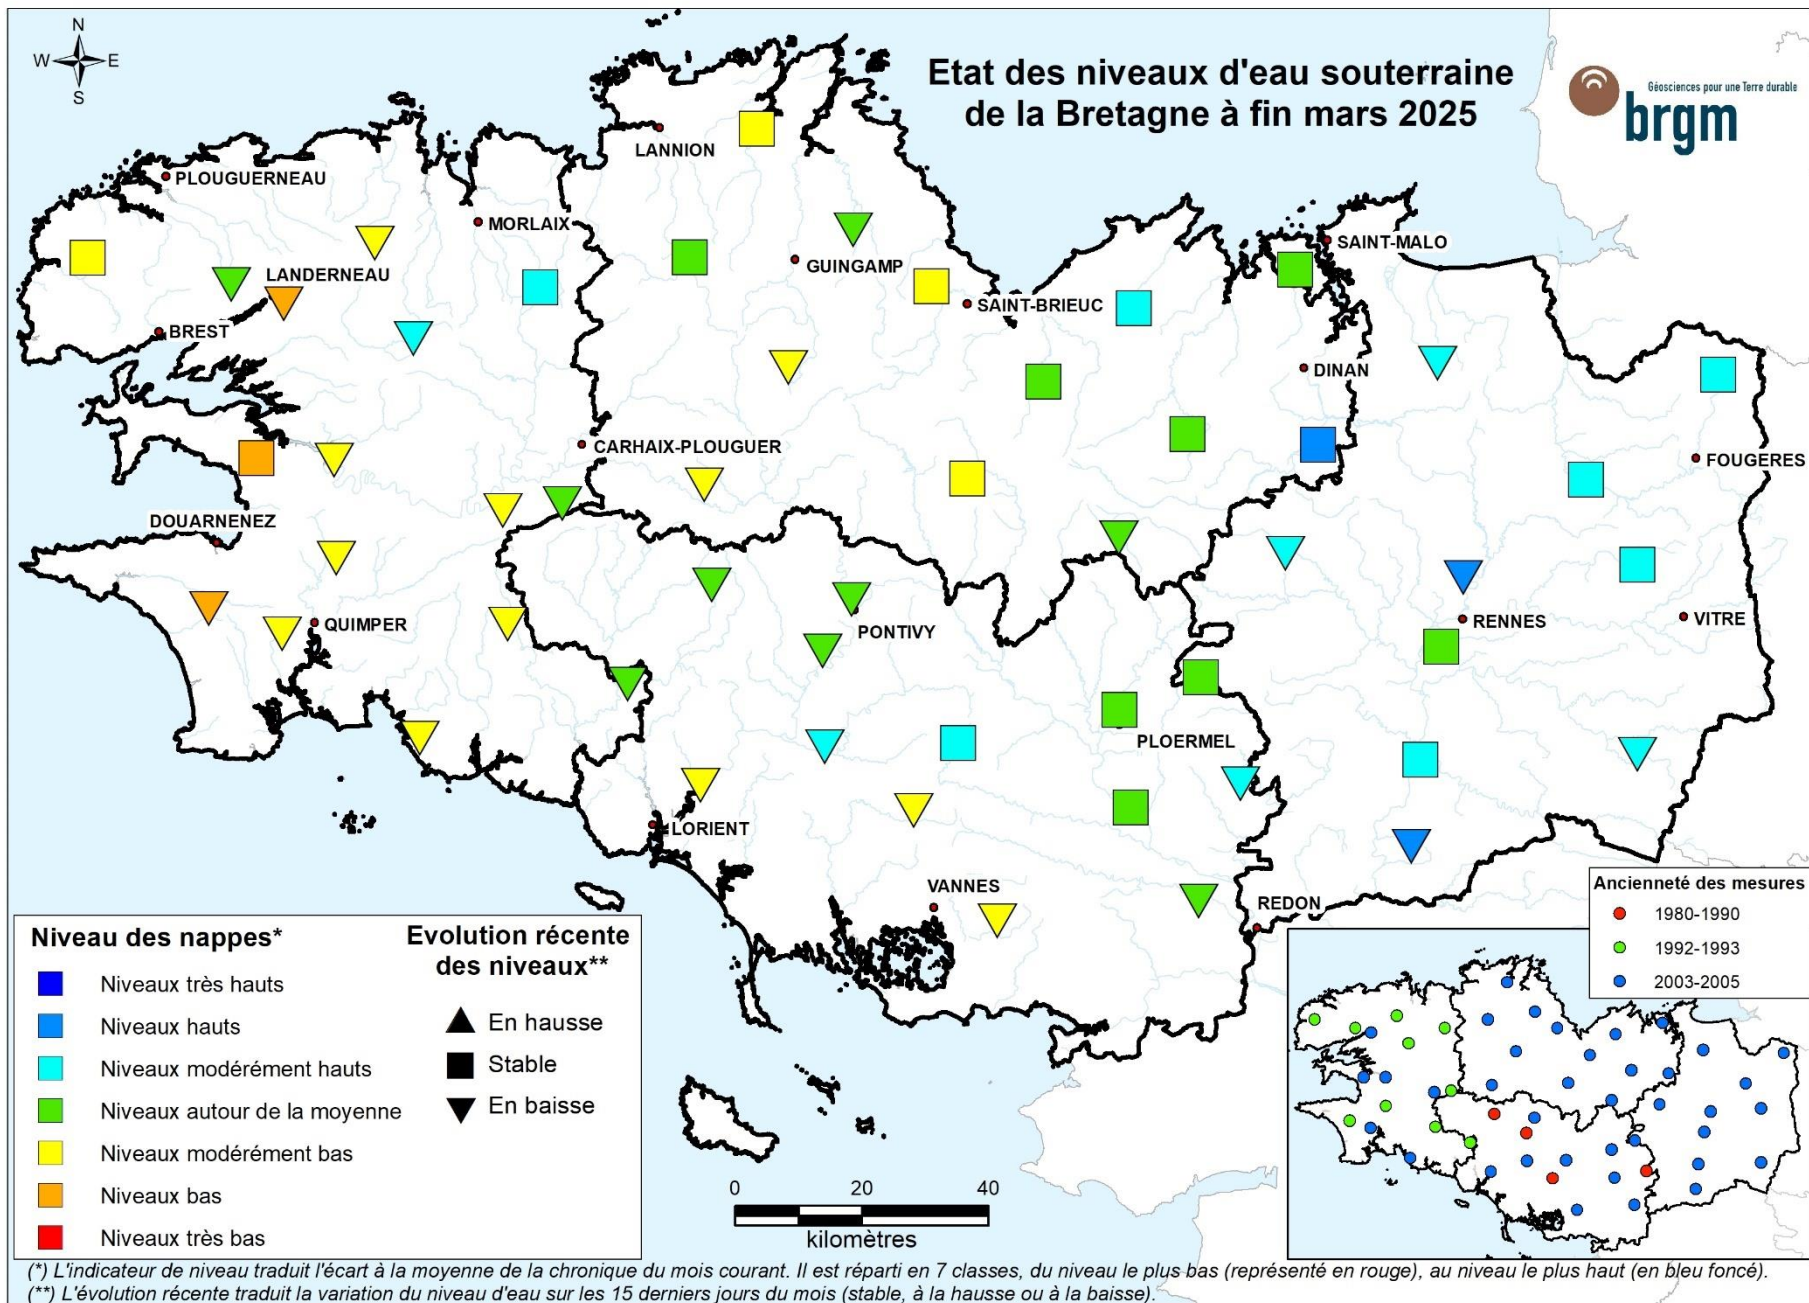 N
W E
S
Etat des niveaux d'eau souterraine
de la Bretagne à fin mars 2025
Géosciences pour une Terre durable
brgm
LANNION
PLOUGUERNEAU
MORLAIX
SAINT-MALO
GUINGAMP
LANDERNEAU
SAINT-BRIEUC
BREST
DINAN
CARHAIX-PLOUGUER
FOUGERES
DOUARNENEZ
QUIMPER
PONTIVY
RENNES
VITRE
PLOERMEL
LORIENT
VANNES
REDON
Niveau des nappes*
Niveaux très hauts
Niveaux hauts
Niveaux modérément hauts
Niveaux autour de la moyenne
Niveaux modérément bas
Niveaux bas
Niveaux très bas
Evolution récente
des niveaux**
En hausse
Stable
En baisse
0 20 40
kilomètres
Ancienneté des mesures
1980-1990
1992-1993
2003-2005
(*) L'indicateur de niveau traduit l'écart à la moyenne de la chronique du mois courant. Il est réparti en 7 classes, du niveau le plus bas (représenté en rouge), au niveau le plus haut (en bleu foncé).
(**) L'évolution récente traduit la variation du niveau d'eau sur les 15 derniers jours du mois (stable, à la hausse ou à la baisse).